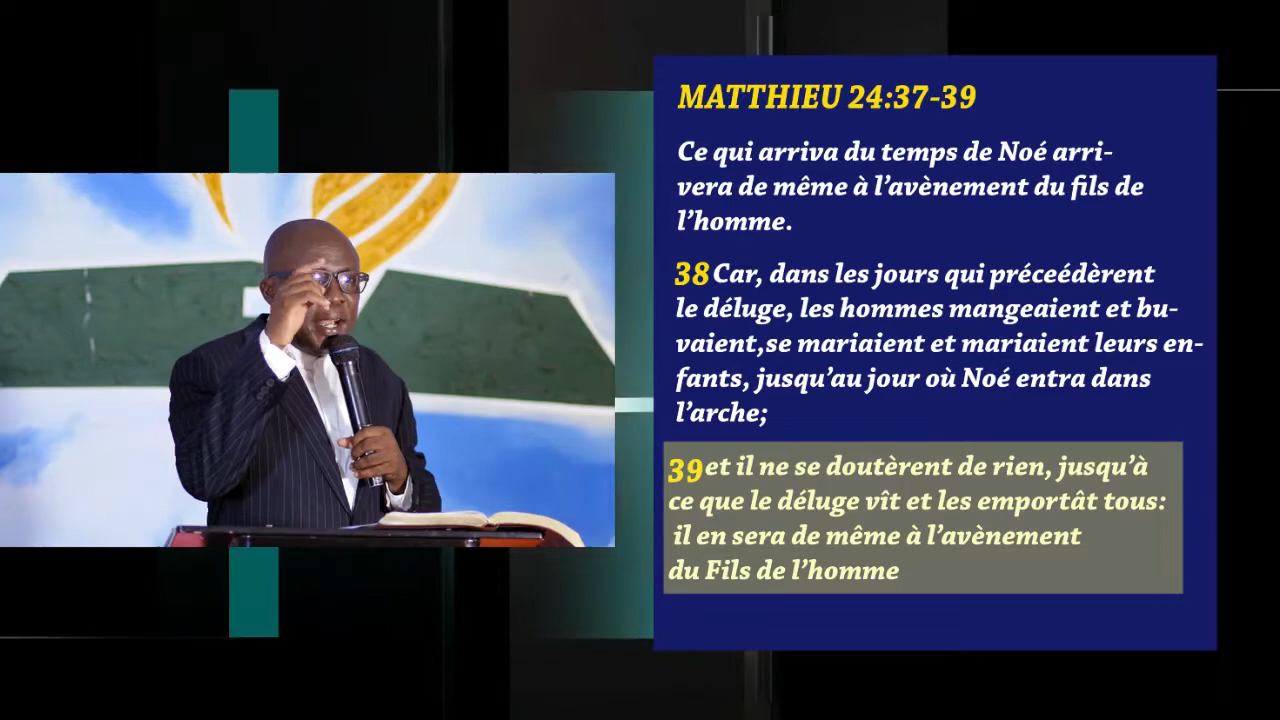 MATTHIEU 24:37-39
Ce qui arriva du temps de Noé arri-
vera de même à l’avènement du fils de
l’homme.
38 Car, dans les jours qui préceédèrent
le déluge, les hommes mangeaient et bu-
vaient,se mariaient et mariaient leurs en-
fants, jusqu’au jour où Noé entra dans
l’arche;
39 et il ne se doutèrent de rien, jusqu’à
ce que le déluge vît et les emportât tous:
il en sera de même à l’avènement
du Fils de l’homme